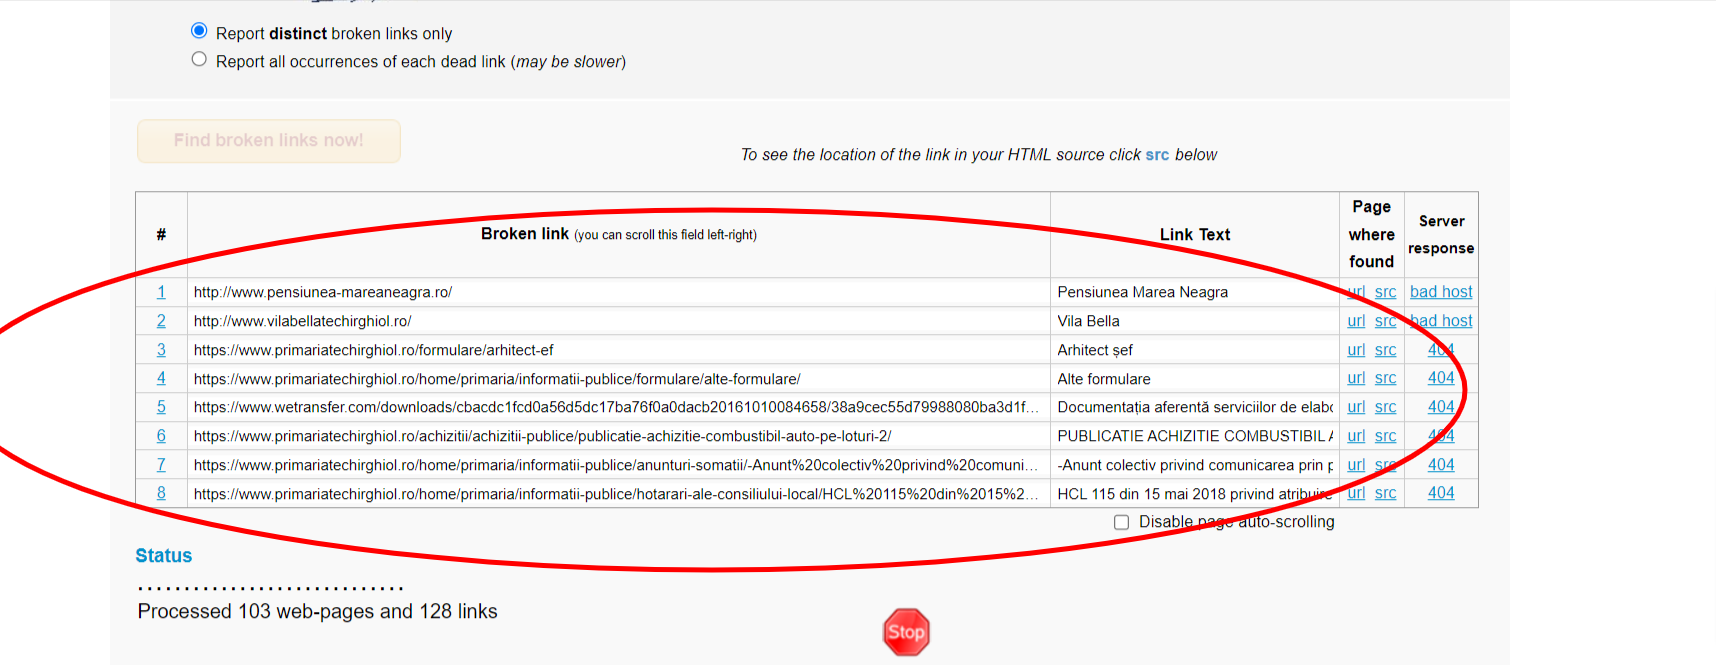 Report distinct broken links only
Report all occurrences of each dead link (may be slower)
Find broken links now!
To see the location of the link in your HTML source click src below
# Broken link (you can scroll this field left-right) Link Text Page where found Server response
1 http://www.pensiunea-mareaneagra.ro/ Pensiunea Marea Neagra url src bad host
2 http://www.vilabellatechirghiol.ro/ Vila Bella url src bad host
3 https://www.primariatechirghiol.ro/formulare/arhitect-ef Arhitect șef url src 404
4 https://www.primariatechirghiol.ro/home/primaria/informatii-publice/formulare/alte-formulare/ Alte formulare url src 404
5 https://www.wetransfer.com/downloads/cbacdc1fcd0a56d5dc17ba76f0a0dacb20161010084658/38a9cec55d79988080ba3d1f... Documentația aferentă serviciilor de elabo url src 404
6 https://www.primariatechirghiol.ro/achizitii/achizitii-publice/publicatie-achizitie-combustibil-auto-pe-loturi-2/ PUBLICATIE ACHIZITIE COMBUSTIBIL A url src 404
7 https://www.primariatechirghiol.ro/home/primaria/informatii-publice/anunturi-somatii/-Anunt%20colectiv%20privind%20comuni... -Anunt colectiv privind comunicarea prin p url src 404
8 https://www.primariatechirghiol.ro/home/primaria/informatii-publice/hotarari-ale-consiliului-local/HCL%20115%20din%2015%2... HCL 115 din 15 mai 2018 privind atribuire url src 404
Disable page auto-scrolling
Status
.............................
Processed 103 web-pages and 128 links
Stop